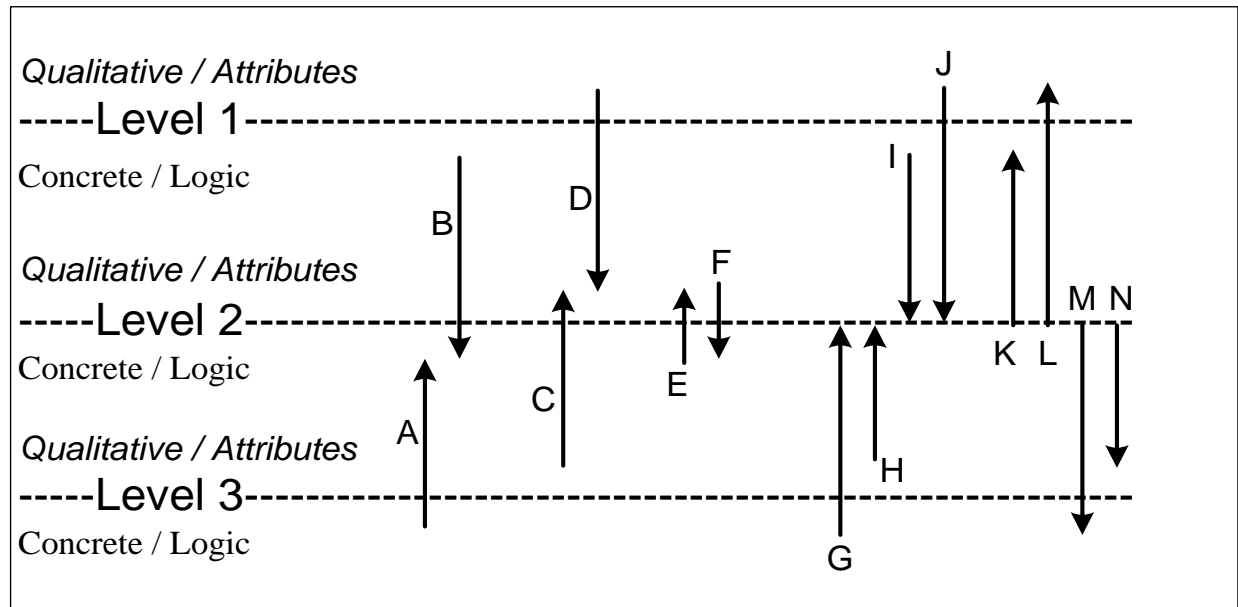 Qualitative / Attributes
-----Level 1-----
Concrete / Logic
Qualitative / Attributes
-----Level 2-----
Concrete / Logic
Qualitative / Attributes
-----Level 3-----
Concrete / Logic
A
B
C
D
E
F
G
H
I
J
K
L
M
N